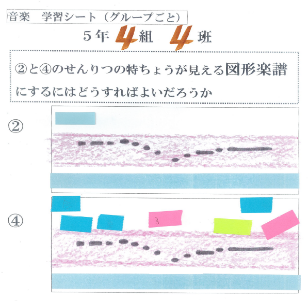 音楽 学習シート（グループごと）
５年 4組 4班
②と④のせんりつの特ちょうが見える図形楽譜
にするにはどうすればよいだろうか
②
④